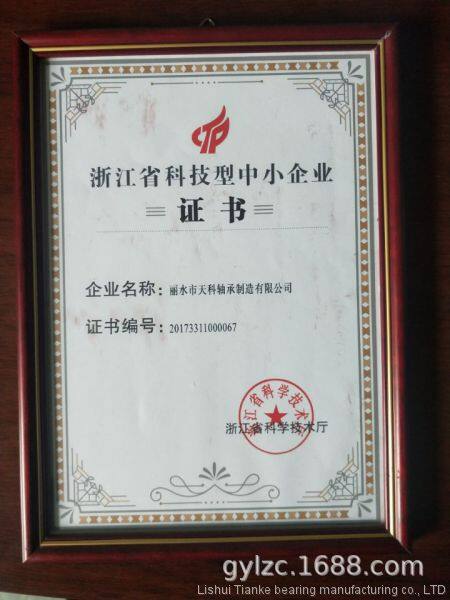 浙江省科技型中小企业
证书
企业名称：丽水市天科轴承制造有限公司
证书编号：20173311000067
浙江省科学技术厅
浙江省科学技术厅
gylzc.1688.com
Lishui Tianke bearing manufacturing co., LTD